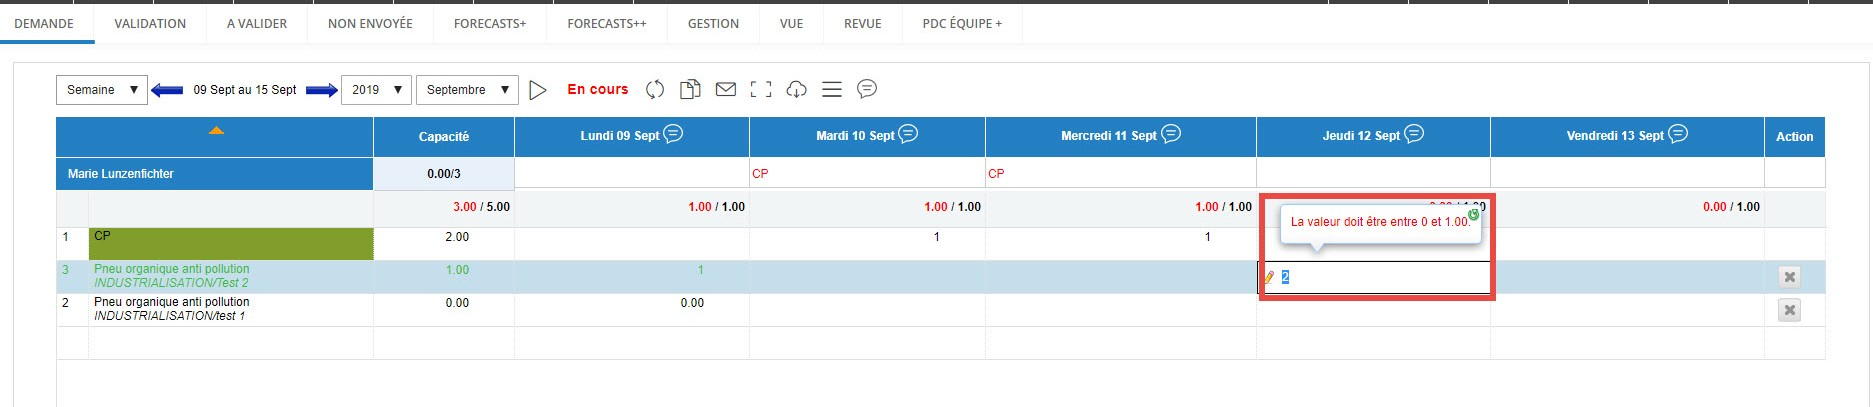 DEMANDE VALIDATION A VALIDER NON ENVOYÉE FORECASTS+ FORECASTS++ GESTION VUE REVUE PDC ÉQUIPE +
Semaine 09 Sept au 15 Sept 2019 Septembre En cours
Capacité Lundi 09 Sept Mardi 10 Sept Mercredi 11 Sept Jeudi 12 Sept Vendredi 13 Sept Action
Marie Lunzenfichter 0.00/3 CP CP
3.00 / 5.00 1.00 / 1.00 1.00 / 1.00 1.00 / 1.00 0.00 / 1.00
La valeur doit être entre 0 et 1.00.
1 CP 2.00 1 1
3 Pneu organique anti pollution 1.00 1 2
INDUSTRIALISATION/Test 2
2 Pneu organique anti pollution 0.00 0.00
INDUSTRIALISATION/test 1